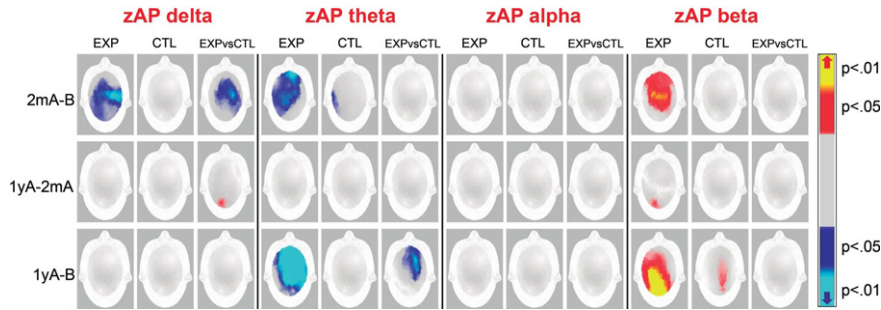 zAP delta zAP theta zAP alpha zAP beta
EXP CTL EXPvsCTL EXP CTL EXPvsCTL EXP CTL EXPvsCTL EXP CTL EXPvsCTL
2mA-B
1yA-2mA
1yA-B
p<.01
p<.05
p<.05
p<.01